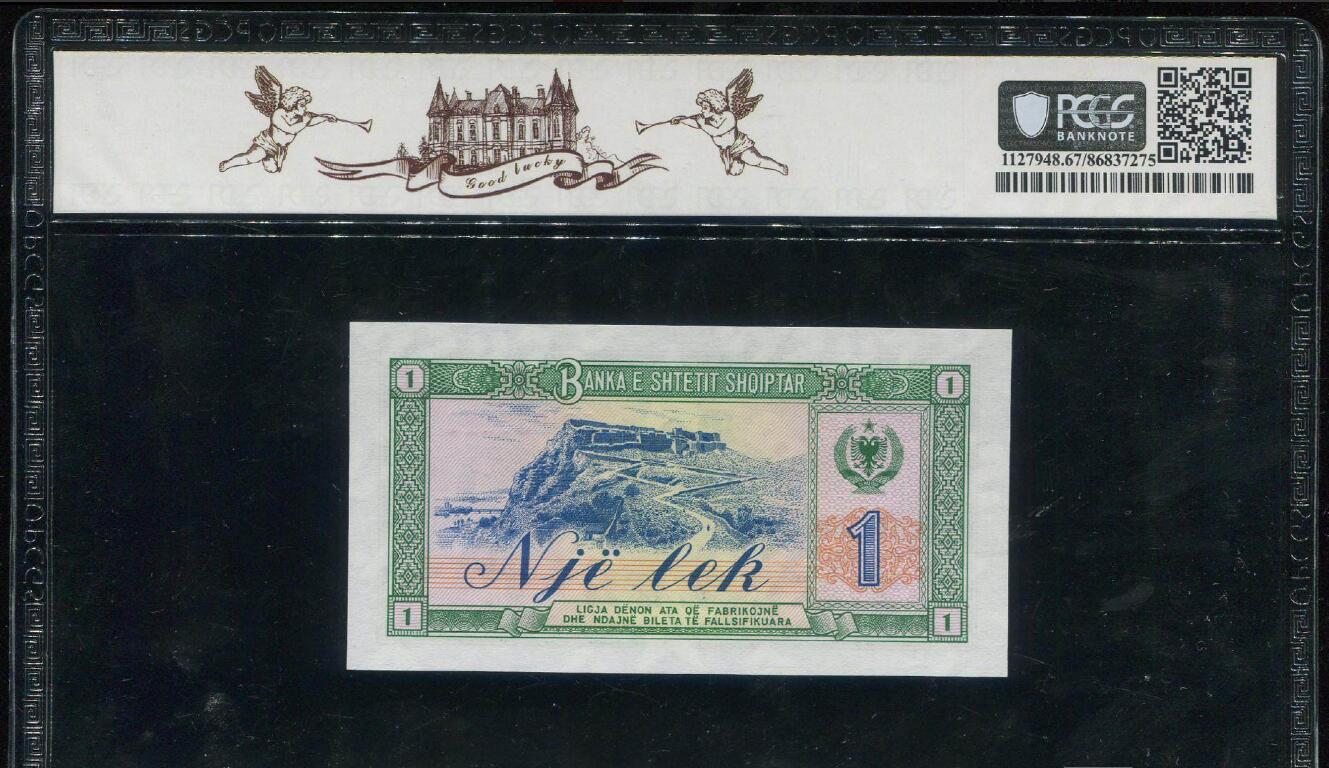 Good lucky
PCGG
BANKNOTE
1127948.67/86837275
1 BANKA E SHTETIT SHQIPTAR 1
1
Një lek
1 LIGJA DËNON ATA QË FABRIKOJNË 1
DHE NDAJNË BILETA TË FALLSIFIKUARA